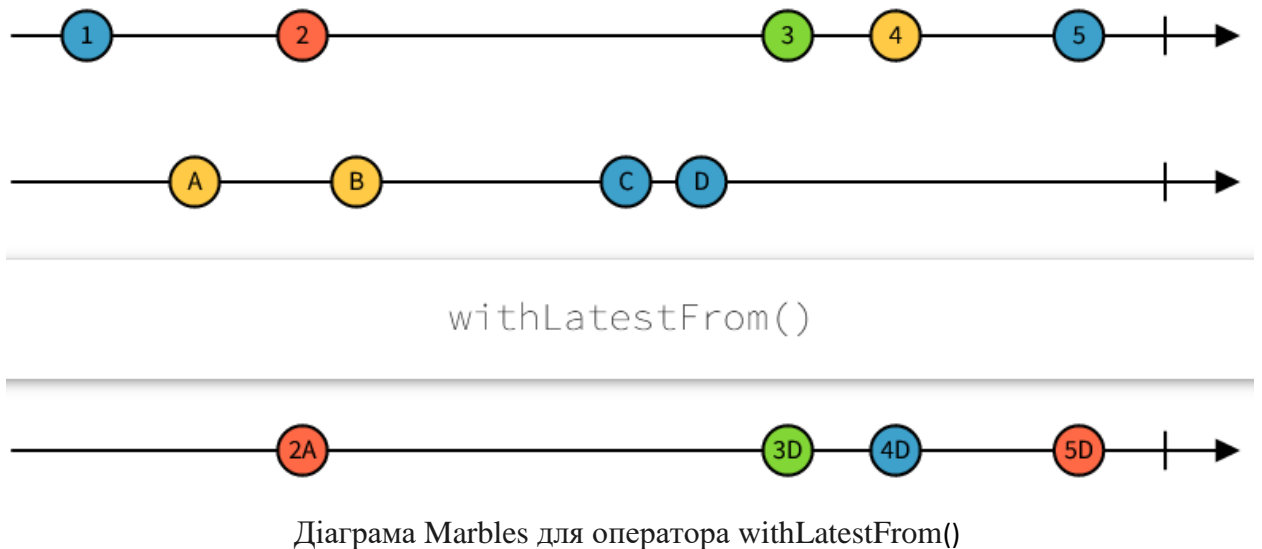 1 2 3 4 5
A B C D
withLatestFrom()
2A 3D 4D 5D
Діаграма Marbles для оператора withLatestFrom()